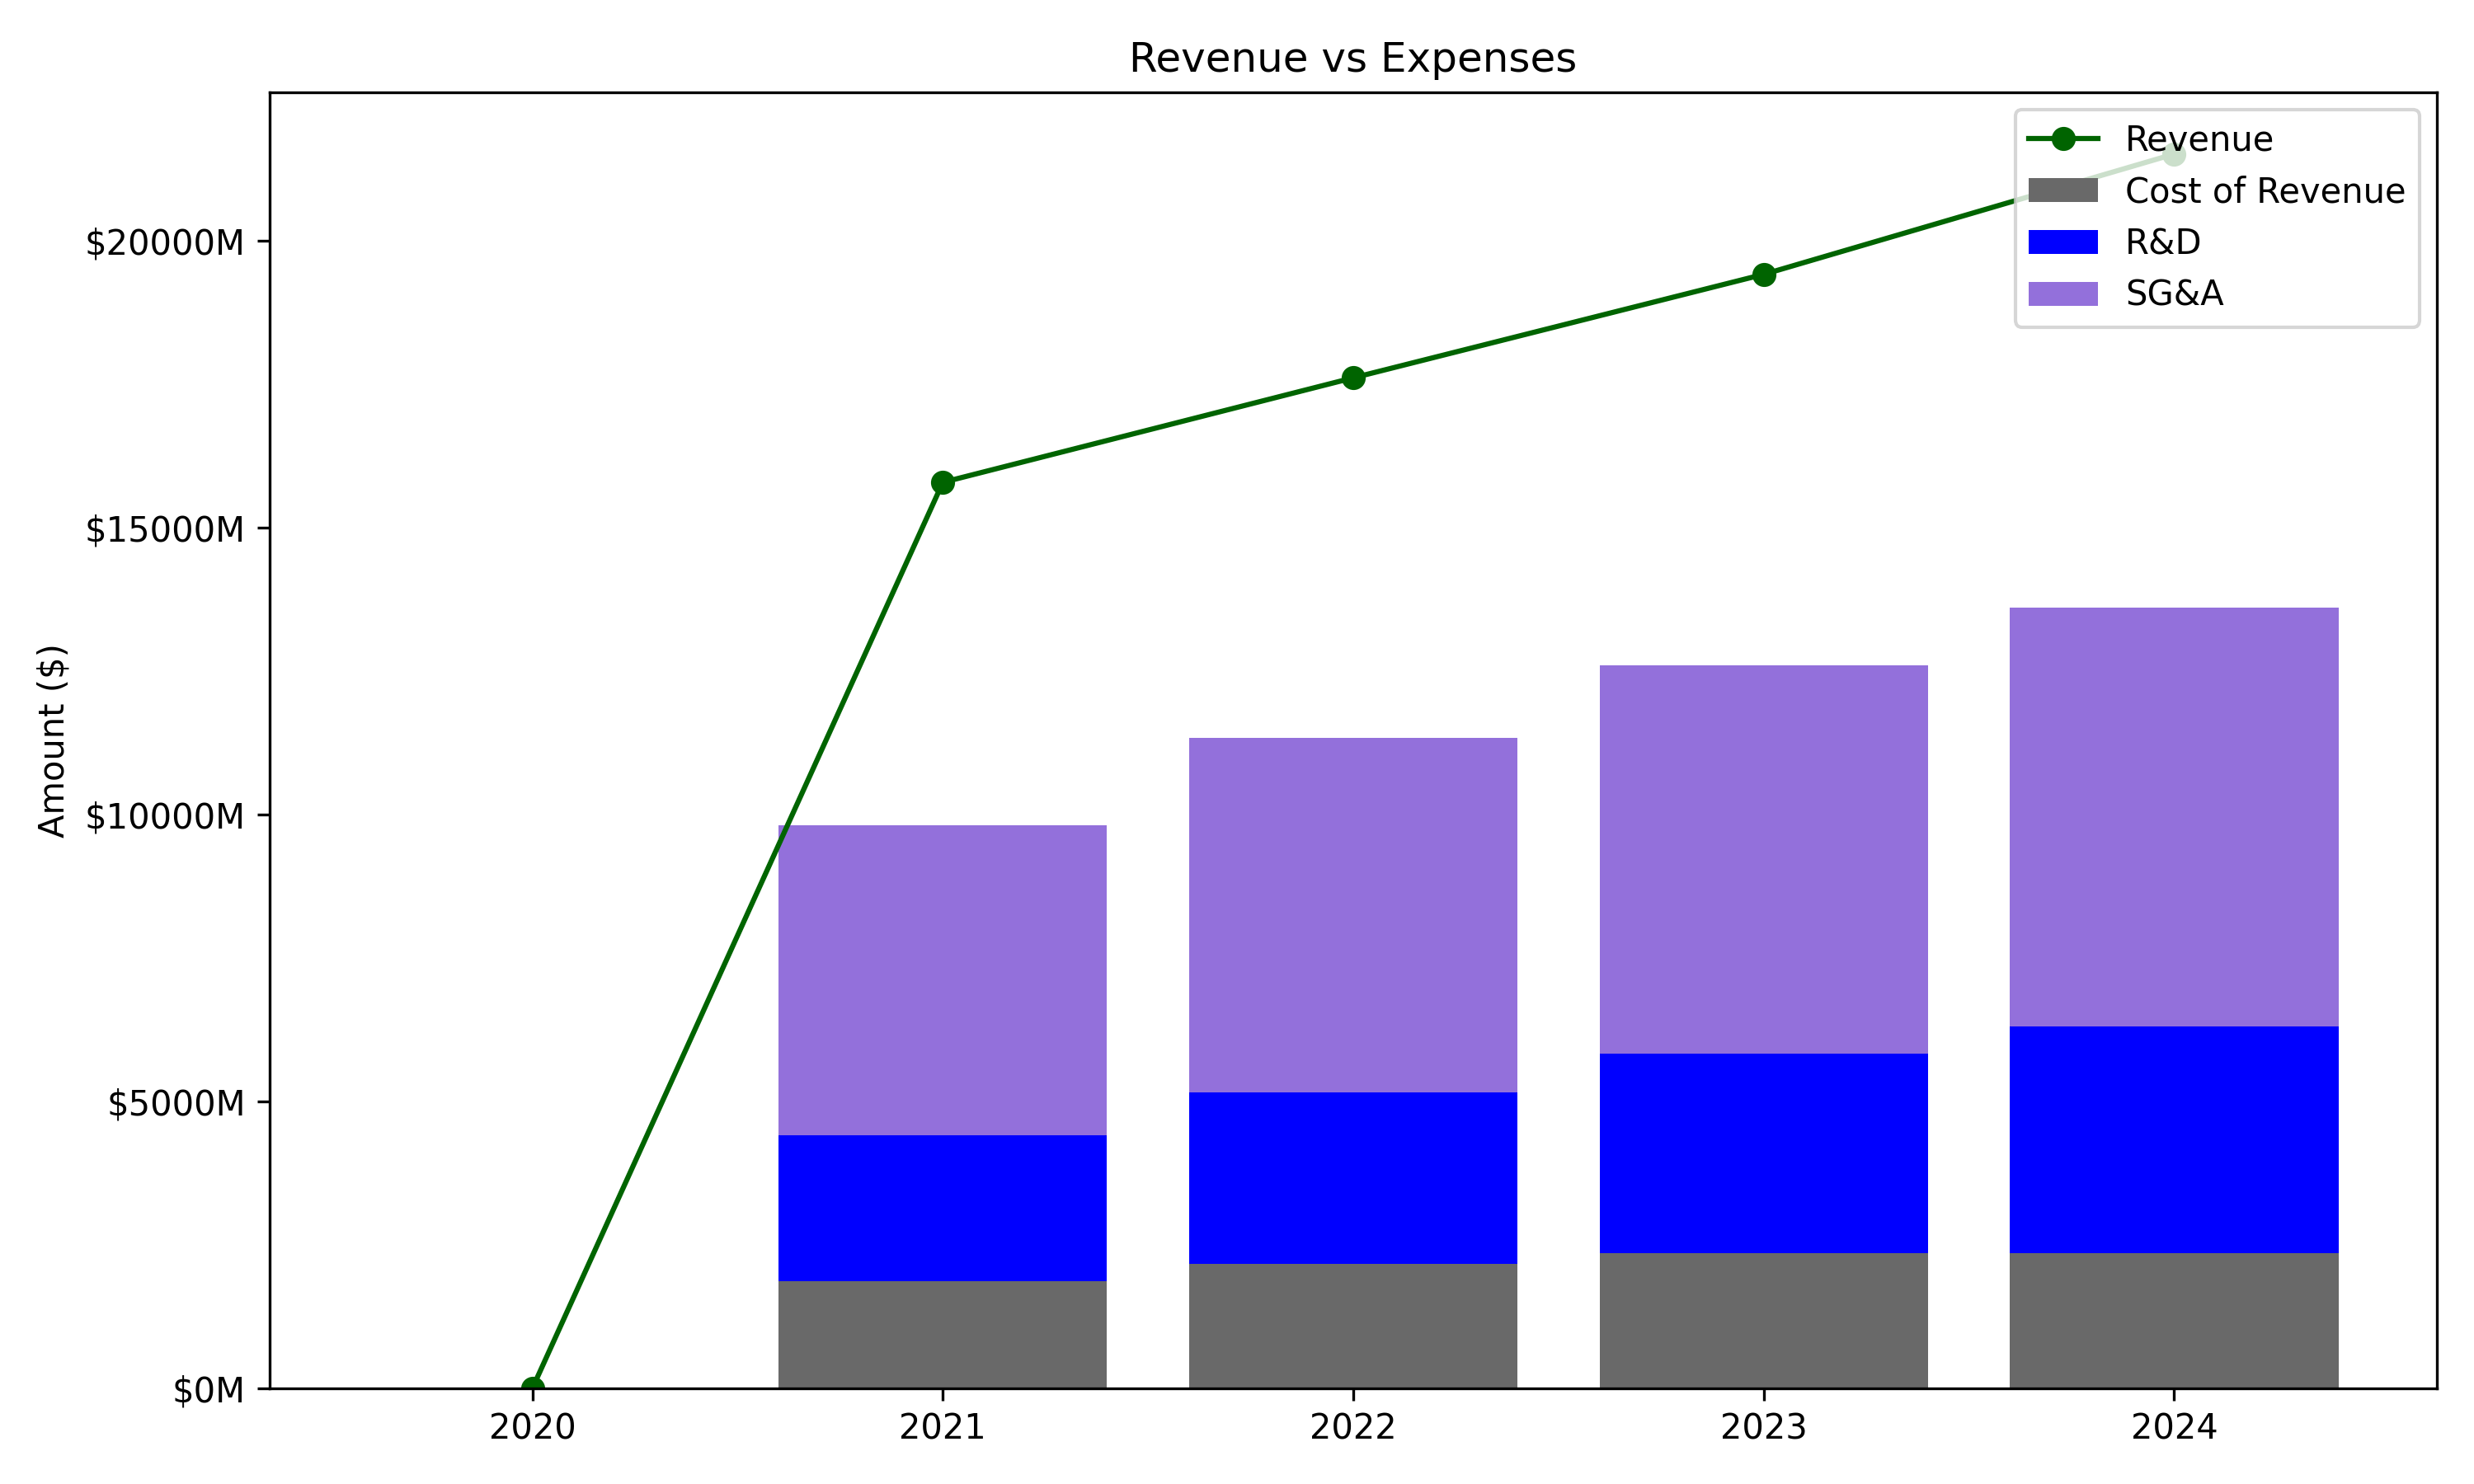 Revenue vs Expenses
Revenue
Cost of Revenue
R&D
SG&A
Amount ($)
$20000M
$15000M
$10000M
$5000M
$0M
2020 2021 2022 2023 2024